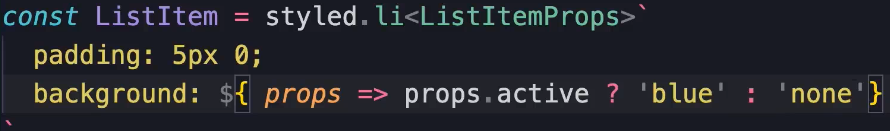 const ListItem = styled.li<ListItemProps>`
padding: 5px 0;
background: ${ props => props.active ? 'blue' : 'none'}
`